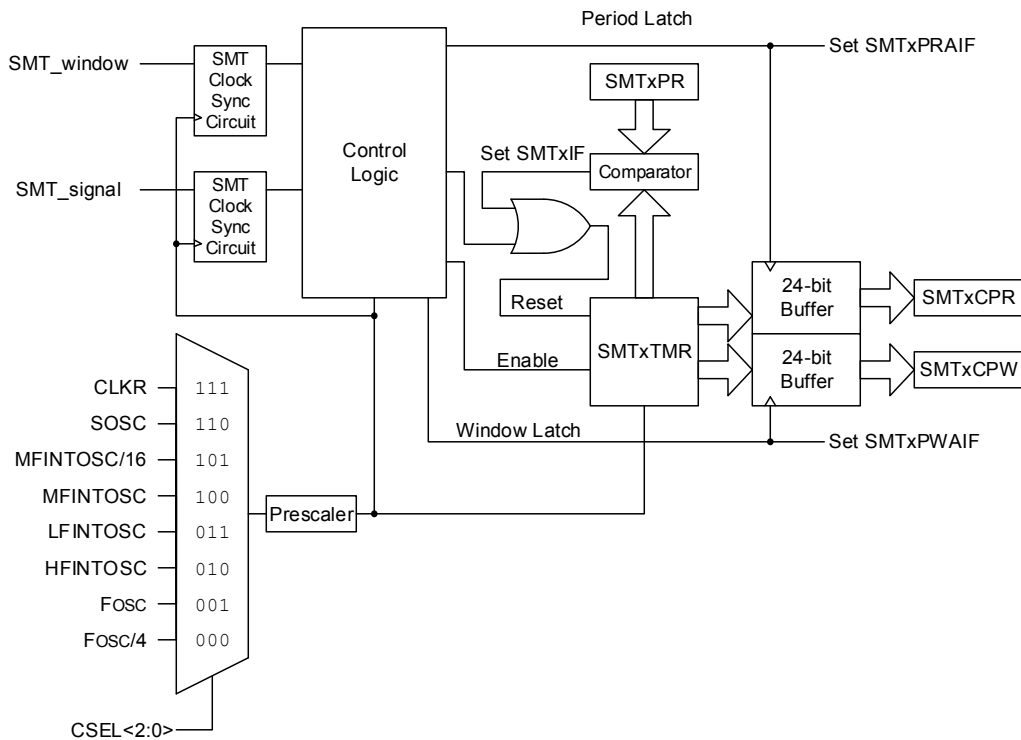 Period Latch
Set SMTxPRAIF
SMT_window
SMT
Clock
Sync
Circuit
SMTxPR
Control
Logic
Set SMTxIF
Comparator
SMT_signal
SMT
Clock
Sync
Circuit
Reset
SMTxTMR
Enable
24-bit
Buffer
SMTxCPR
24-bit
Buffer
SMTxCPW
Window Latch
Set SMTxPWAIF
CLKR 111
SOSC 110
MFINTOSC/16 101
MFINTOSC 100
LFINTOSC 011
HFINTOSC 010
FOSC 001
FOSC/4 000
Prescaler
CSEL<2:0>